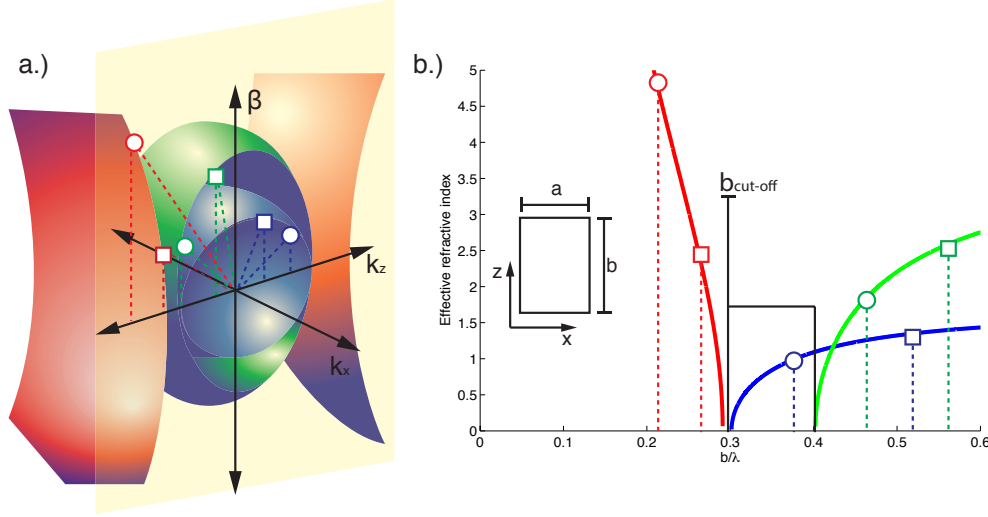 a.)
β
kz
kx
b.)
Effective refractive index
5
4.5
4
3.5
3
2.5
2
1.5
1
0.5
0
0
0.1
0.2
0.3
0.4
0.5
0.6
b/λ
bcut-off
a
b
z
x